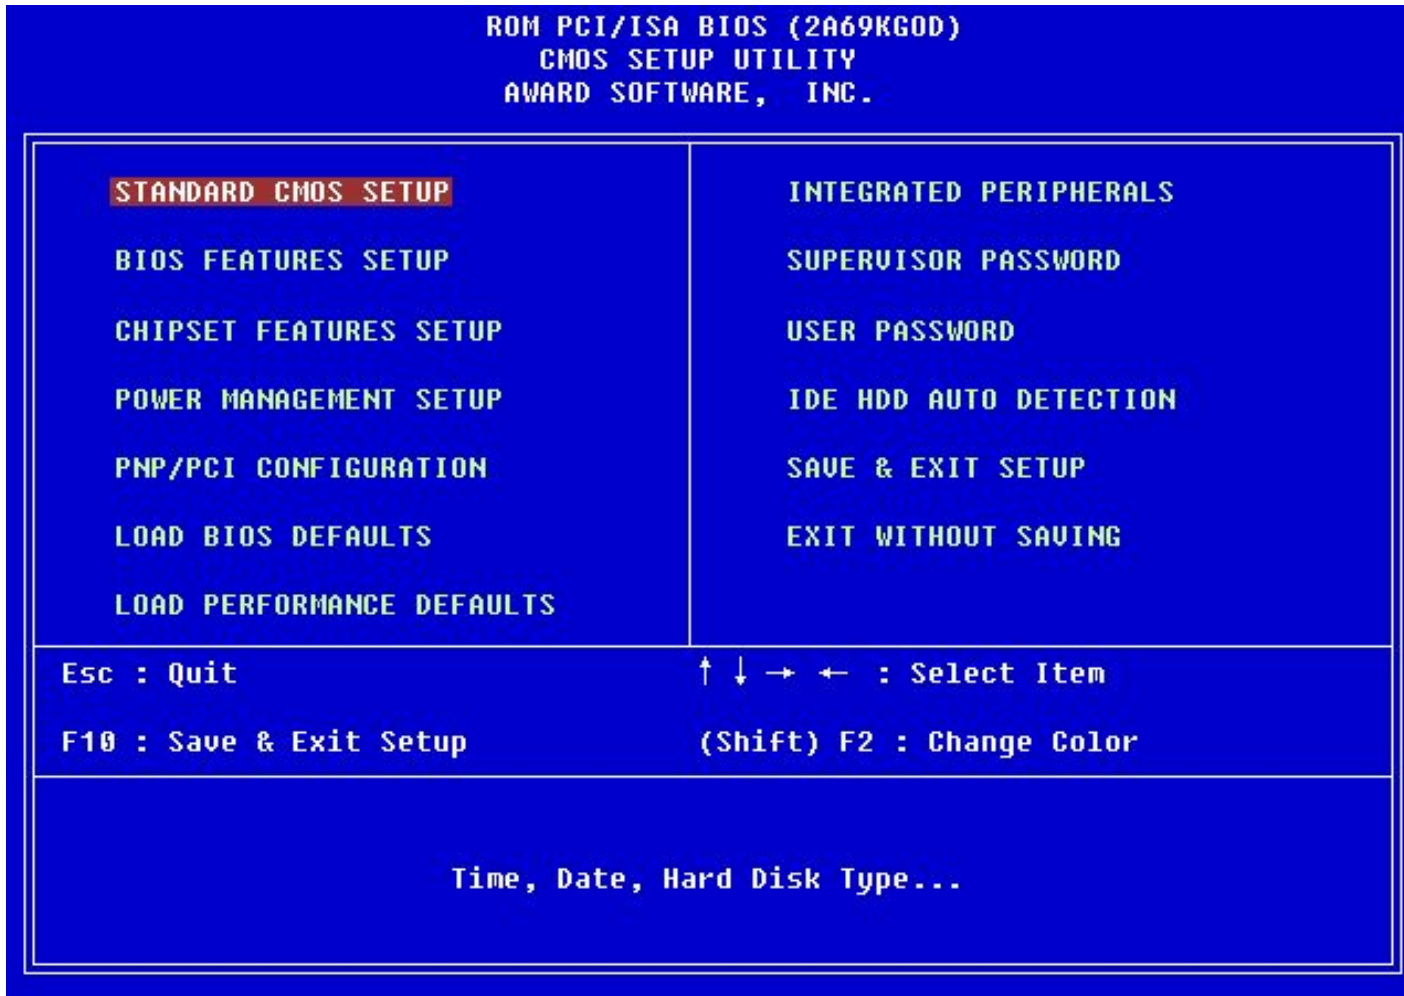 ROM PCI/ISA BIOS (2A69KGOD)
CMOS SETUP UTILITY
AWARD SOFTWARE, INC.
STANDARD CMOS SETUP
BIOS FEATURES SETUP
CHIPSET FEATURES SETUP
POWER MANAGEMENT SETUP
PNP/PCI CONFIGURATION
LOAD BIOS DEFAULTS
LOAD PERFORMANCE DEFAULTS
INTEGRATED PERIPHERALS
SUPERVISOR PASSWORD
USER PASSWORD
IDE HDD AUTO DETECTION
SAVE & EXIT SETUP
EXIT WITHOUT SAVING
Esc : Quit
↑ ↓ → ← : Select Item
F10 : Save & Exit Setup
(Shift) F2 : Change Color
Time, Date, Hard Disk Type...